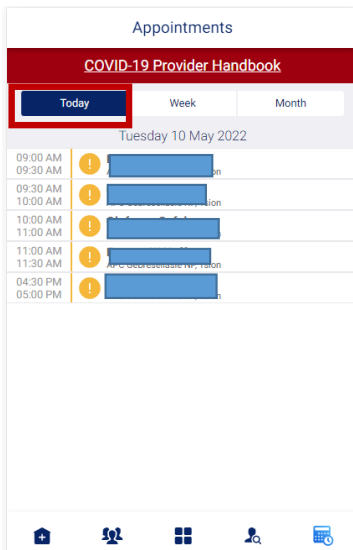 Appointments
COVID-19 Provider Handbook
Today Week Month
Tuesday 10 May 2022
09:00 AM
09:30 AM
09:30 AM
10:00 AM
10:00 AM
11:00 AM
11:00 AM
11:30 AM
04:30 PM
05:00 PM